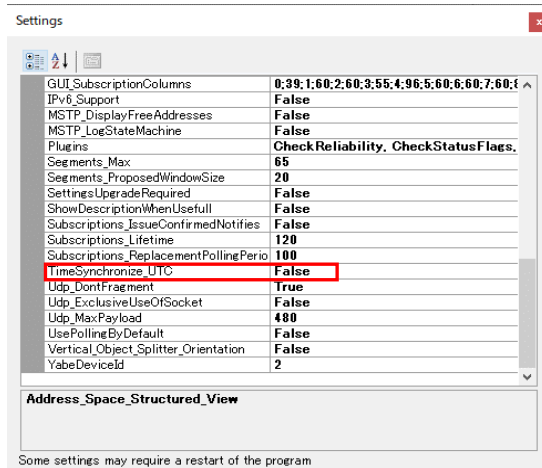 Settings
x
GUI_SubscriptionColumns 0;39;1;60;2;60;3;55;4;96;5;60;6;60;7;60;8
IPv6_Support False
MSTP_DisplayFreeAddresses False
MSTP_LogStateMachine False
Plugins CheckReliability, CheckStatusFlags,
Segments_Max 65
Segments_ProposedWindowSize 20
SettingsUpgradeRequired False
ShowDescriptionWhenUsefull False
Subscriptions_IssueConfirmedNotifies False
Subscriptions_Lifetime 120
Subscriptions_ReplacementPollingPerio 100
TimeSynchronize_UTC False
Udp_DontFragment True
Udp_ExclusiveUseOfSocket False
Udp_MaxPayload 480
UsePollingByDefault False
Vertical_Object_Splitter_Orientation False
YabeDeviceId 2
Address_Space_Structured_View
Some settings may require a restart of the program